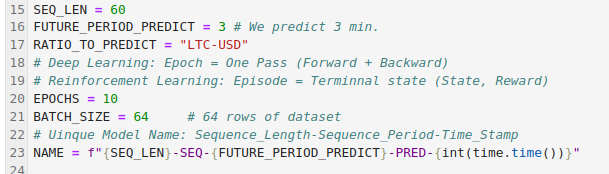 15 SEQ_LEN = 60
16 FUTURE_PERIOD_PREDICT = 3 # We predict 3 min.
17 RATIO_TO_PREDICT = "LTC-USD"
18 # Deep Learning: Epoch = One Pass (Forward + Backward)
19 # Reinforcement Learning: Episode = Terminnal state (State, Reward)
20 EPOCHS = 10
21 BATCH_SIZE = 64     # 64 rows of dataset
22 # Uinque Model Name: Sequence_Length-Sequence_Period-Time_Stamp
23 NAME = f"{SEQ_LEN}-SEQ-{FUTURE_PERIOD_PREDICT}-PRED-{int(time.time())}"
24